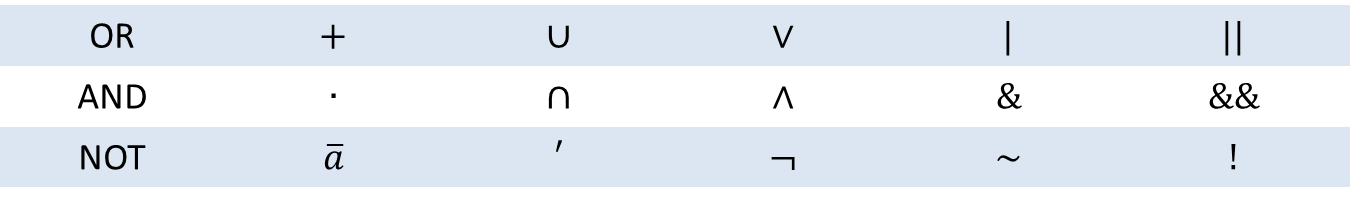 OR + ∪ ∨ | ||
AND · ∩ ∧ & &&
NOT a̅ ′ ¬ ~ !